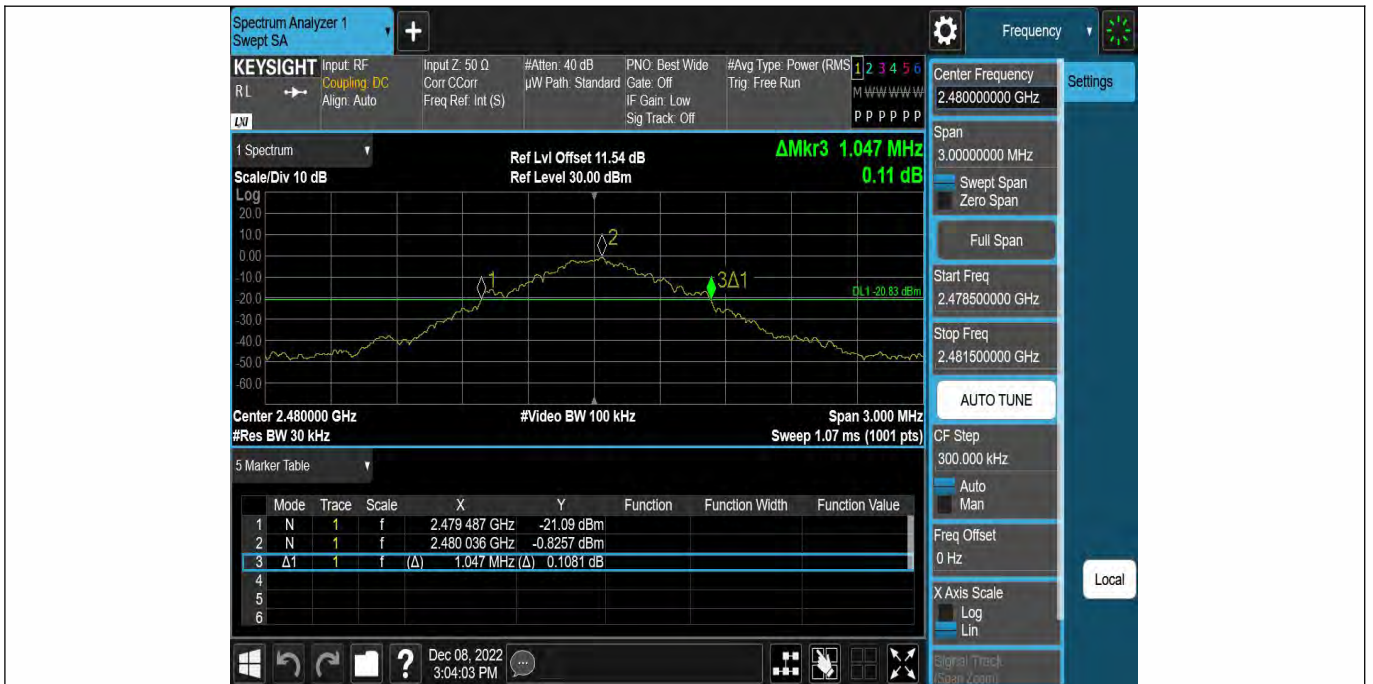 Spectrum Analyzer 1
Swept SA
+
Frequency
KEYSIGHT
RL
LXI
Input: RF
Coupling: DC
Align: Auto
Input Z: 50 Ω
Corr CCorr
Freq Ref: Int (S)
#Atten: 40 dB
µW Path: Standard
PNO: Best Wide
Gate: Off
IF Gain: Low
Sig Track: Off
#Avg Type: Power (RMS
Trig: Free Run
1 2 3 4 5 6
M W W W W W
P P P P P P
1 Spectrum
Scale/Div 10 dB
Log
Ref Lvl Offset 11.54 dB
Ref Level 30.00 dBm
ΔMkr3 1.047 MHz
0.11 dB
20.0
10.0
0.00
-10.0
-20.0
-30.0
-40.0
-50.0
-60.0
1
2
3Δ1
DL1 -20.83 dBm
Center 2.480000 GHz
#Video BW 100 kHz
Span 3.000 MHz
#Res BW 30 kHz
Sweep 1.07 ms (1001 pts)
5 Marker Table
Mode Trace Scale X Y Function Function Width Function Value
1 N 1 f 2.479 487 GHz -21.09 dBm
2 N 1 f 2.480 036 GHz -0.8257 dBm
3 Δ1 1 f (Δ) 1.047 MHz (Δ) 0.1081 dB
4
5
6
?
Dec 08, 2022
3:04:03 PM
Center Frequency
2.480000000 GHz
Span
3.00000000 MHz
Swept Span
Zero Span
Full Span
Start Freq
2.478500000 GHz
Stop Freq
2.481500000 GHz
AUTO TUNE
CF Step
300.000 kHz
Auto
Man
Freq Offset
0 Hz
X Axis Scale
Log
Lin
Signal Track
(Span Zoom)
Settings
Local